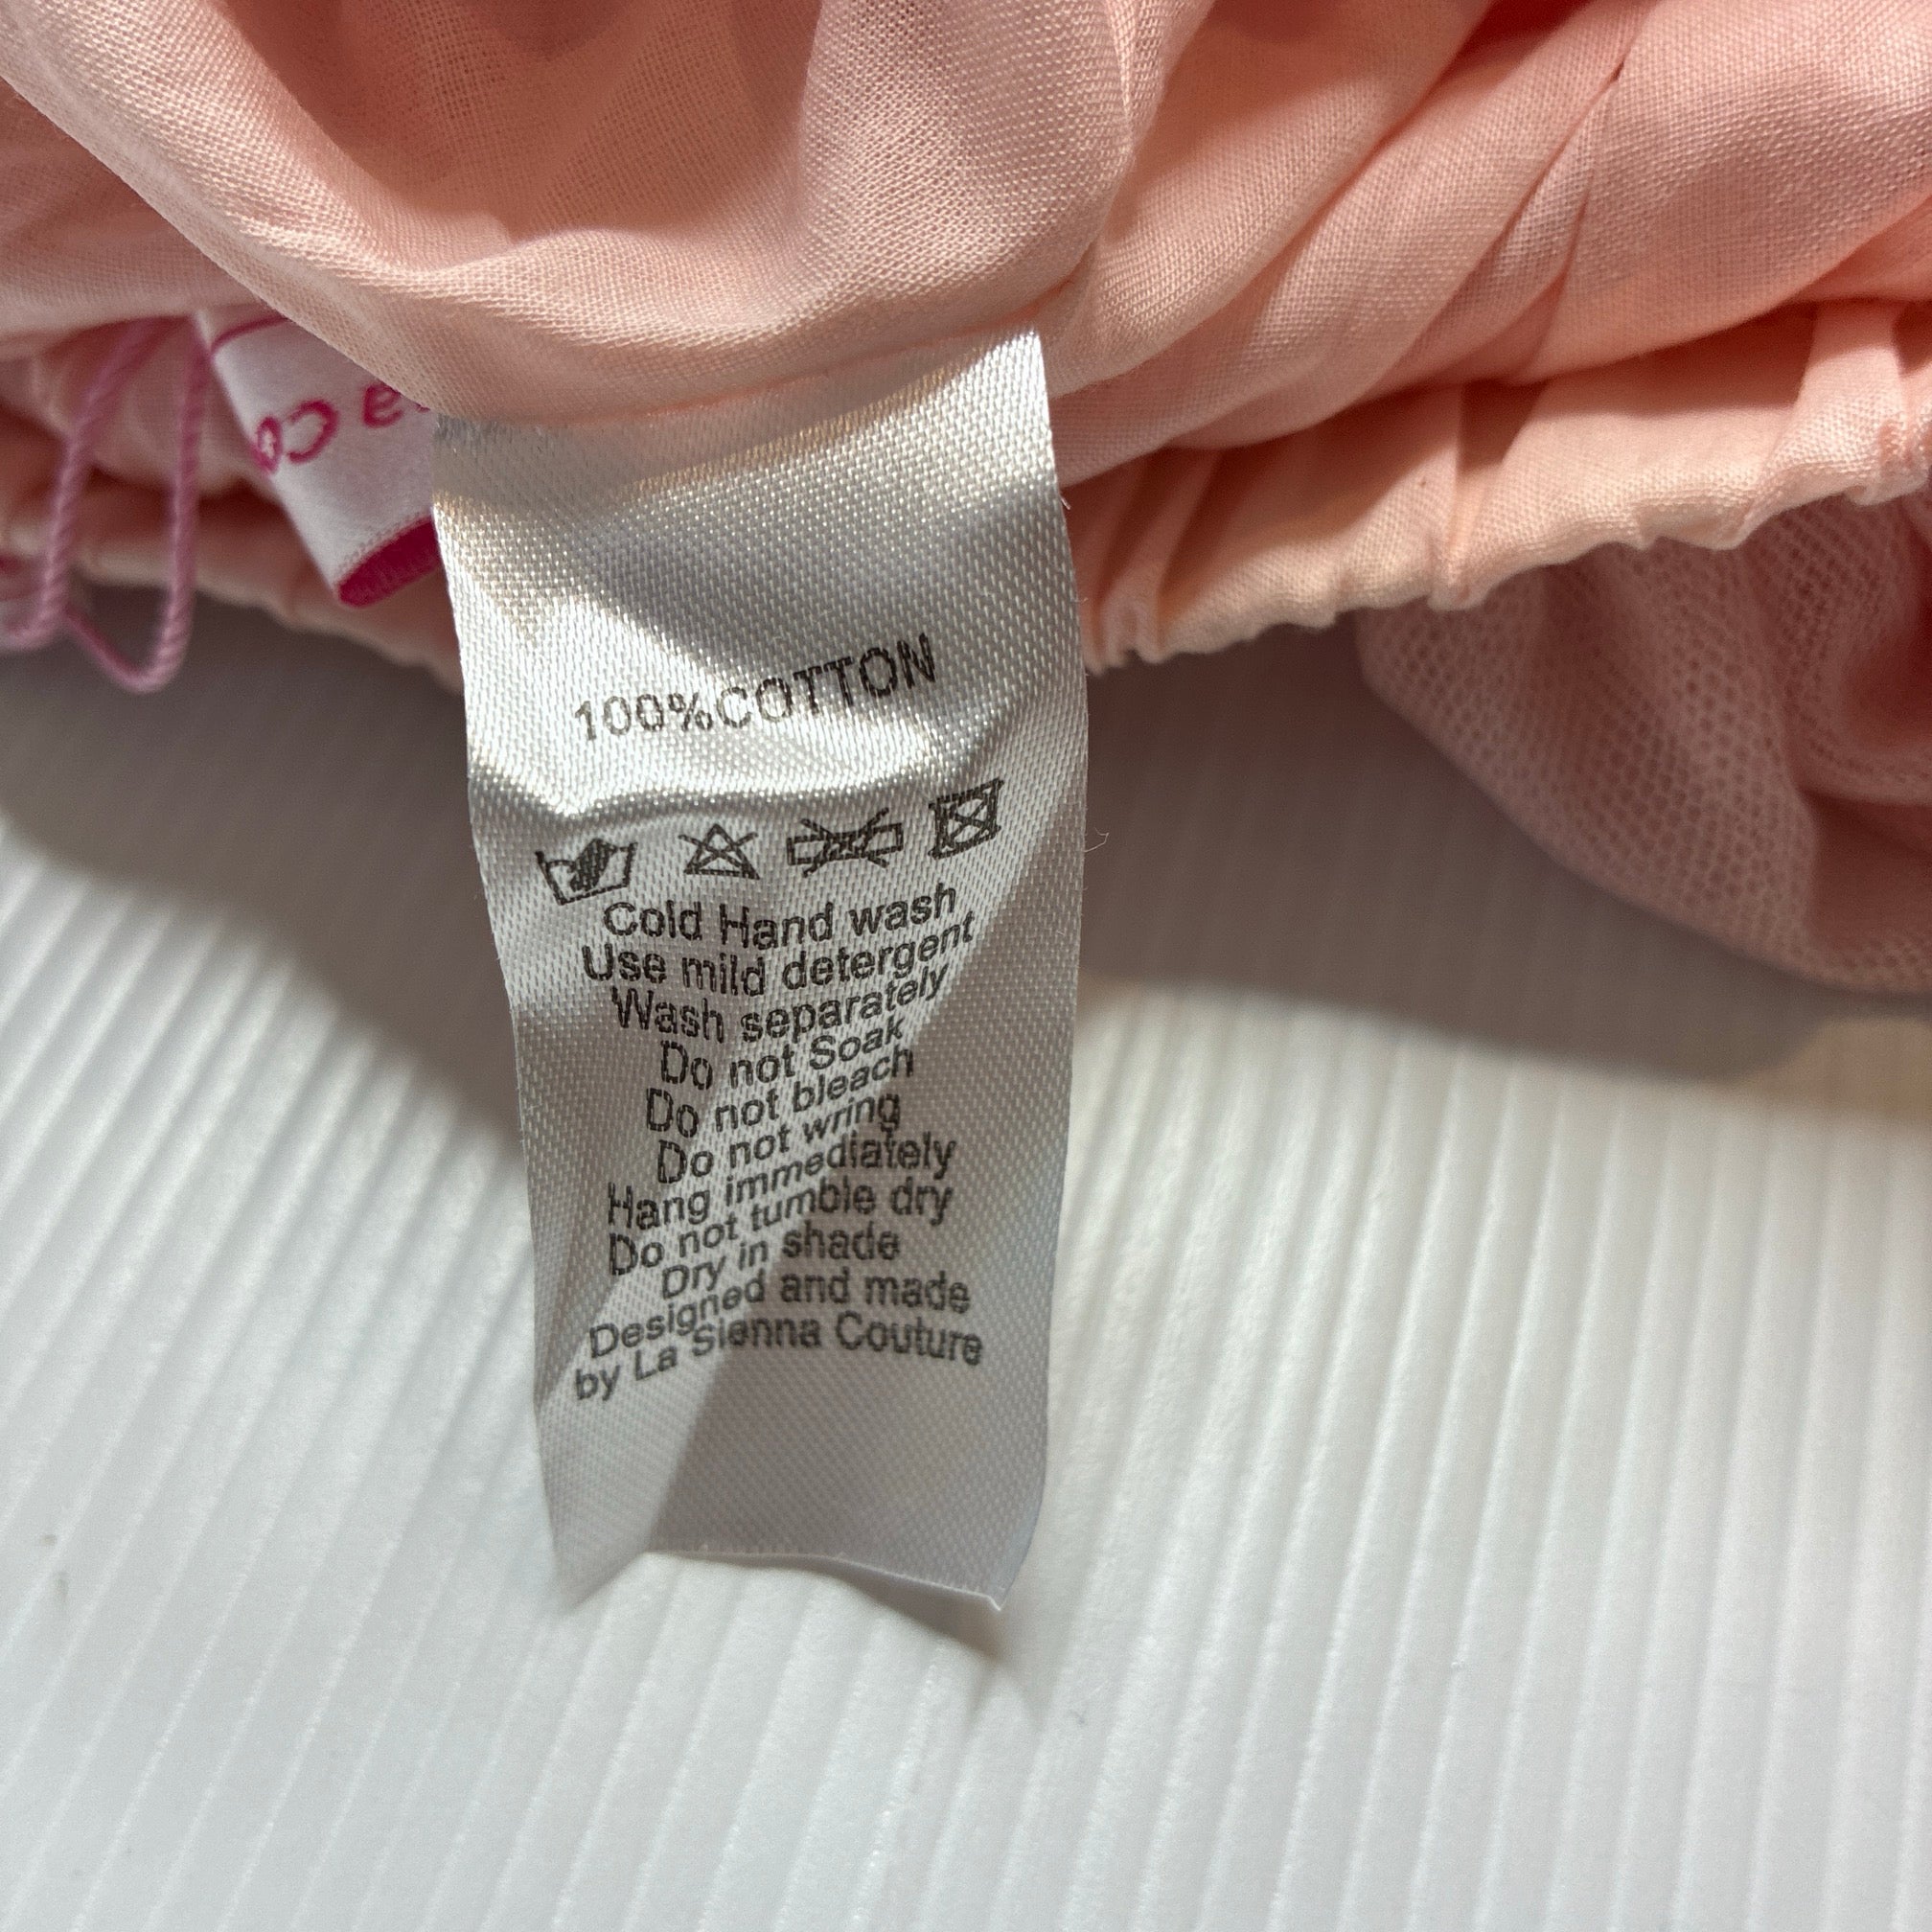 a co
100%COTTON
Cold Hand wash
Use mild detergent
Wash separately
Do not Soak
Do not bleach
Do not wring
Hang immediately
Do not tumble dry
Dry in shade
Designed and made
by La Sienna Couture